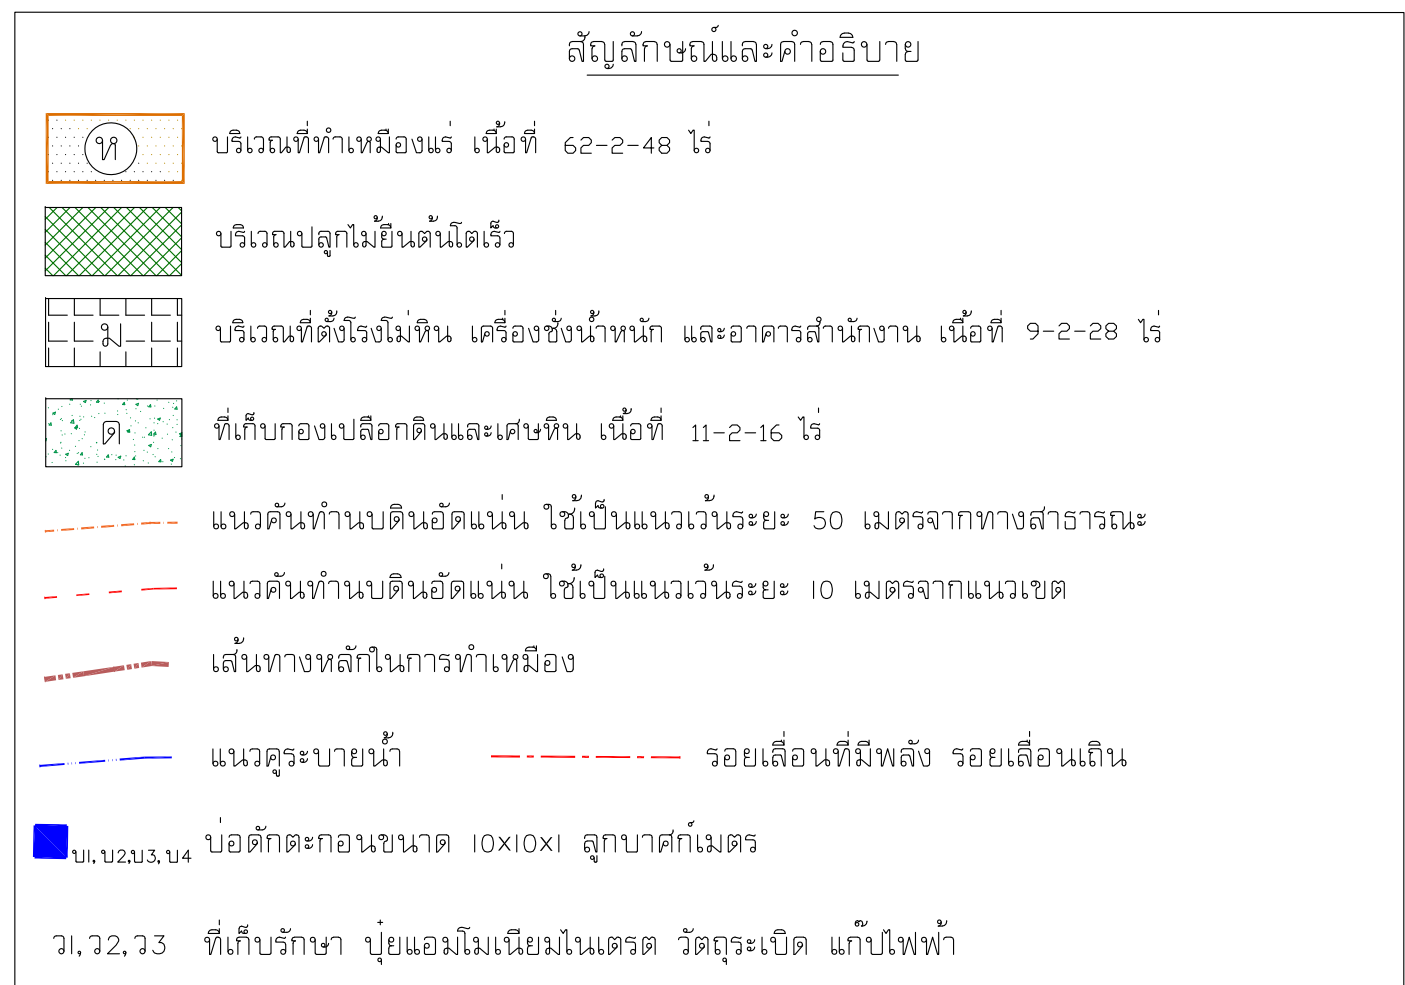 สัญลักษณ์และคำอธิบาย
ห บริเวณที่ทำเหมืองแร่ เนื้อที่ 62-2-48 ไร่
บริเวณปลูกไม้ยืนต้นโตเร็ว
ม บริเวณที่ตั้งโรงโม่หิน เครื่องชั่งน้ำหนัก และอาคารสำนักงาน เนื้อที่ 9-2-28 ไร่
ด ที่เก็บกองเปลือกดินและเศษหิน เนื้อที่ 11-2-16 ไร่
แนวคันทำนบดินอัดแน่น ใช้เป็นแนวเว้นระยะ 50 เมตรจากทางสาธารณะ
แนวคันทำนบดินอัดแน่น ใช้เป็นแนวเว้นระยะ 10 เมตรจากแนวเขต
เส้นทางหลักในการทำเหมือง
แนวคูระบายน้ำ รอยเลื่อนที่มีพลัง รอยเลื่อนเถิน
บ1, บ2,บ3, บ4 บ่อดักตะกอนขนาด 10x10x1 ลูกบาศก์เมตร
ว1, ว2, ว3 ที่เก็บรักษา ปุ๋ยแอมโมเนียมไนเตรต วัตถุระเบิด แก๊ปไฟฟ้า